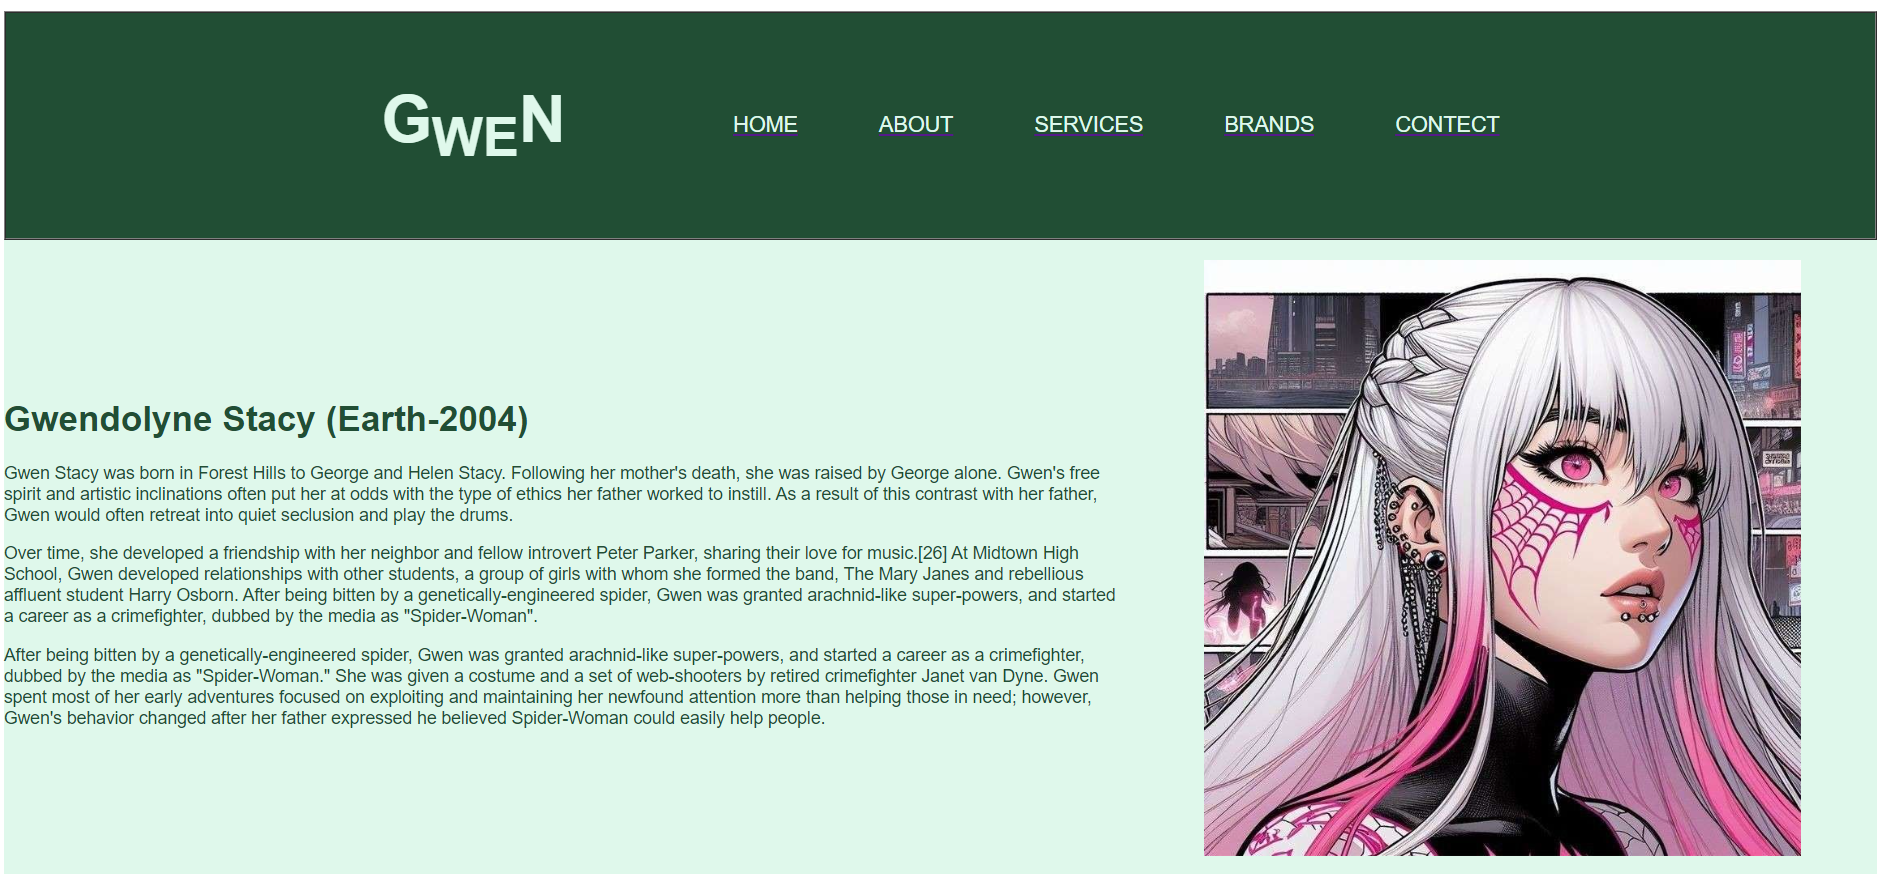 GWEN
HOME ABOUT SERVICES BRANDS CONTECT
Gwendolyne Stacy (Earth-2004)
Gwen Stacy was born in Forest Hills to George and Helen Stacy. Following her mother's death, she was raised by George alone. Gwen's free
spirit and artistic inclinations often put her at odds with the type of ethics her father worked to instill. As a result of this contrast with her father,
Gwen would often retreat into quiet seclusion and play the drums.
Over time, she developed a friendship with her neighbor and fellow introvert Peter Parker, sharing their love for music.[26] At Midtown High
School, Gwen developed relationships with other students, a group of girls with whom she formed the band, The Mary Janes and rebellious
affluent student Harry Osborn. After being bitten by a genetically-engineered spider, Gwen was granted arachnid-like super-powers, and started
a career as a crimefighter, dubbed by the media as "Spider-Woman".
After being bitten by a genetically-engineered spider, Gwen was granted arachnid-like super-powers, and started a career as a crimefighter,
dubbed by the media as "Spider-Woman." She was given a costume and a set of web-shooters by retired crimefighter Janet van Dyne. Gwen
spent most of her early adventures focused on exploiting and maintaining her newfound attention more than helping those in need; however,
Gwen's behavior changed after her father expressed he believed Spider-Woman could easily help people.